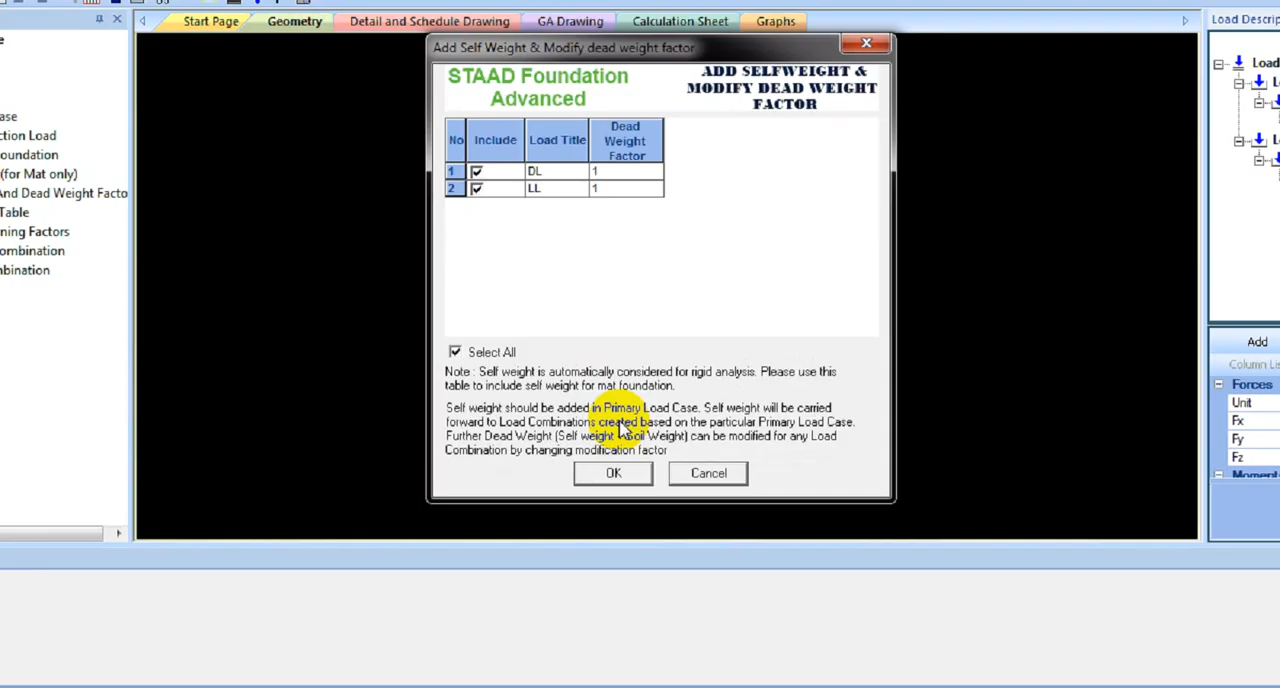 Start Page
Geometry
Detail and Schedule Drawing
GA Drawing
Calculation Sheet
Graphs
Load Descrip
Add Self Weight & Modify dead weight factor
STAAD Foundation
Advanced
ADD SELFWEIGHT &
MODIFY DEAD WEIGHT
FACTOR
No
Include
Load Title
Dead
Weight
Factor
1 DL 1
2 LL 1
Select All
Note : Self weight is automatically considered for rigid analysis. Please use this
table to include self weight for mat foundation.
Self weight should be added in Primary Load Case. Self weight will be carried
forward to Load Combinations created based on the particular Primary Load Case.
Further Dead Weight (Self weight Soil Weight) can be modified for any Load
Combination by changing modification factor
OK
Cancel
ase
ction Load
oundation
(for Mat only)
And Dead Weight Facto
Table
ning Factors
ombination
nbination
Load
Add
Column Lis
Forces
Unit
Fx
Fy
Fz
Moment